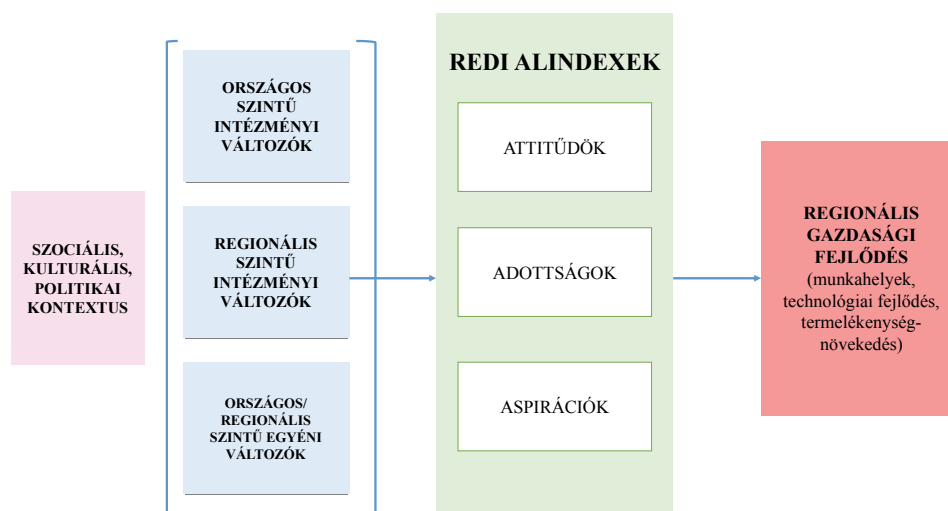 SZOCIÁLIS,
KULTURÁLIS,
POLITIKAI
KONTEXTUS
ORSZÁGOS
SZINTŰ
INTÉZMÉNYI
VÁLTOZÓK
REGIONÁLIS
SZINTŰ
INTÉZMÉNYI
VÁLTOZÓK
ORSZÁGOS/
REGIONÁLIS
SZINTŰ EGYÉNI
VÁLTOZÓK
REDI ALINDEXEK
ATTITŰDÖK
ADOTTSÁGOK
ASPIRÁCIÓK
REGIONÁLIS
GAZDASÁGI
FEJLŐDÉS
(munkahelyek,
technológiai fejlődés,
termelékenység-
növekedés)